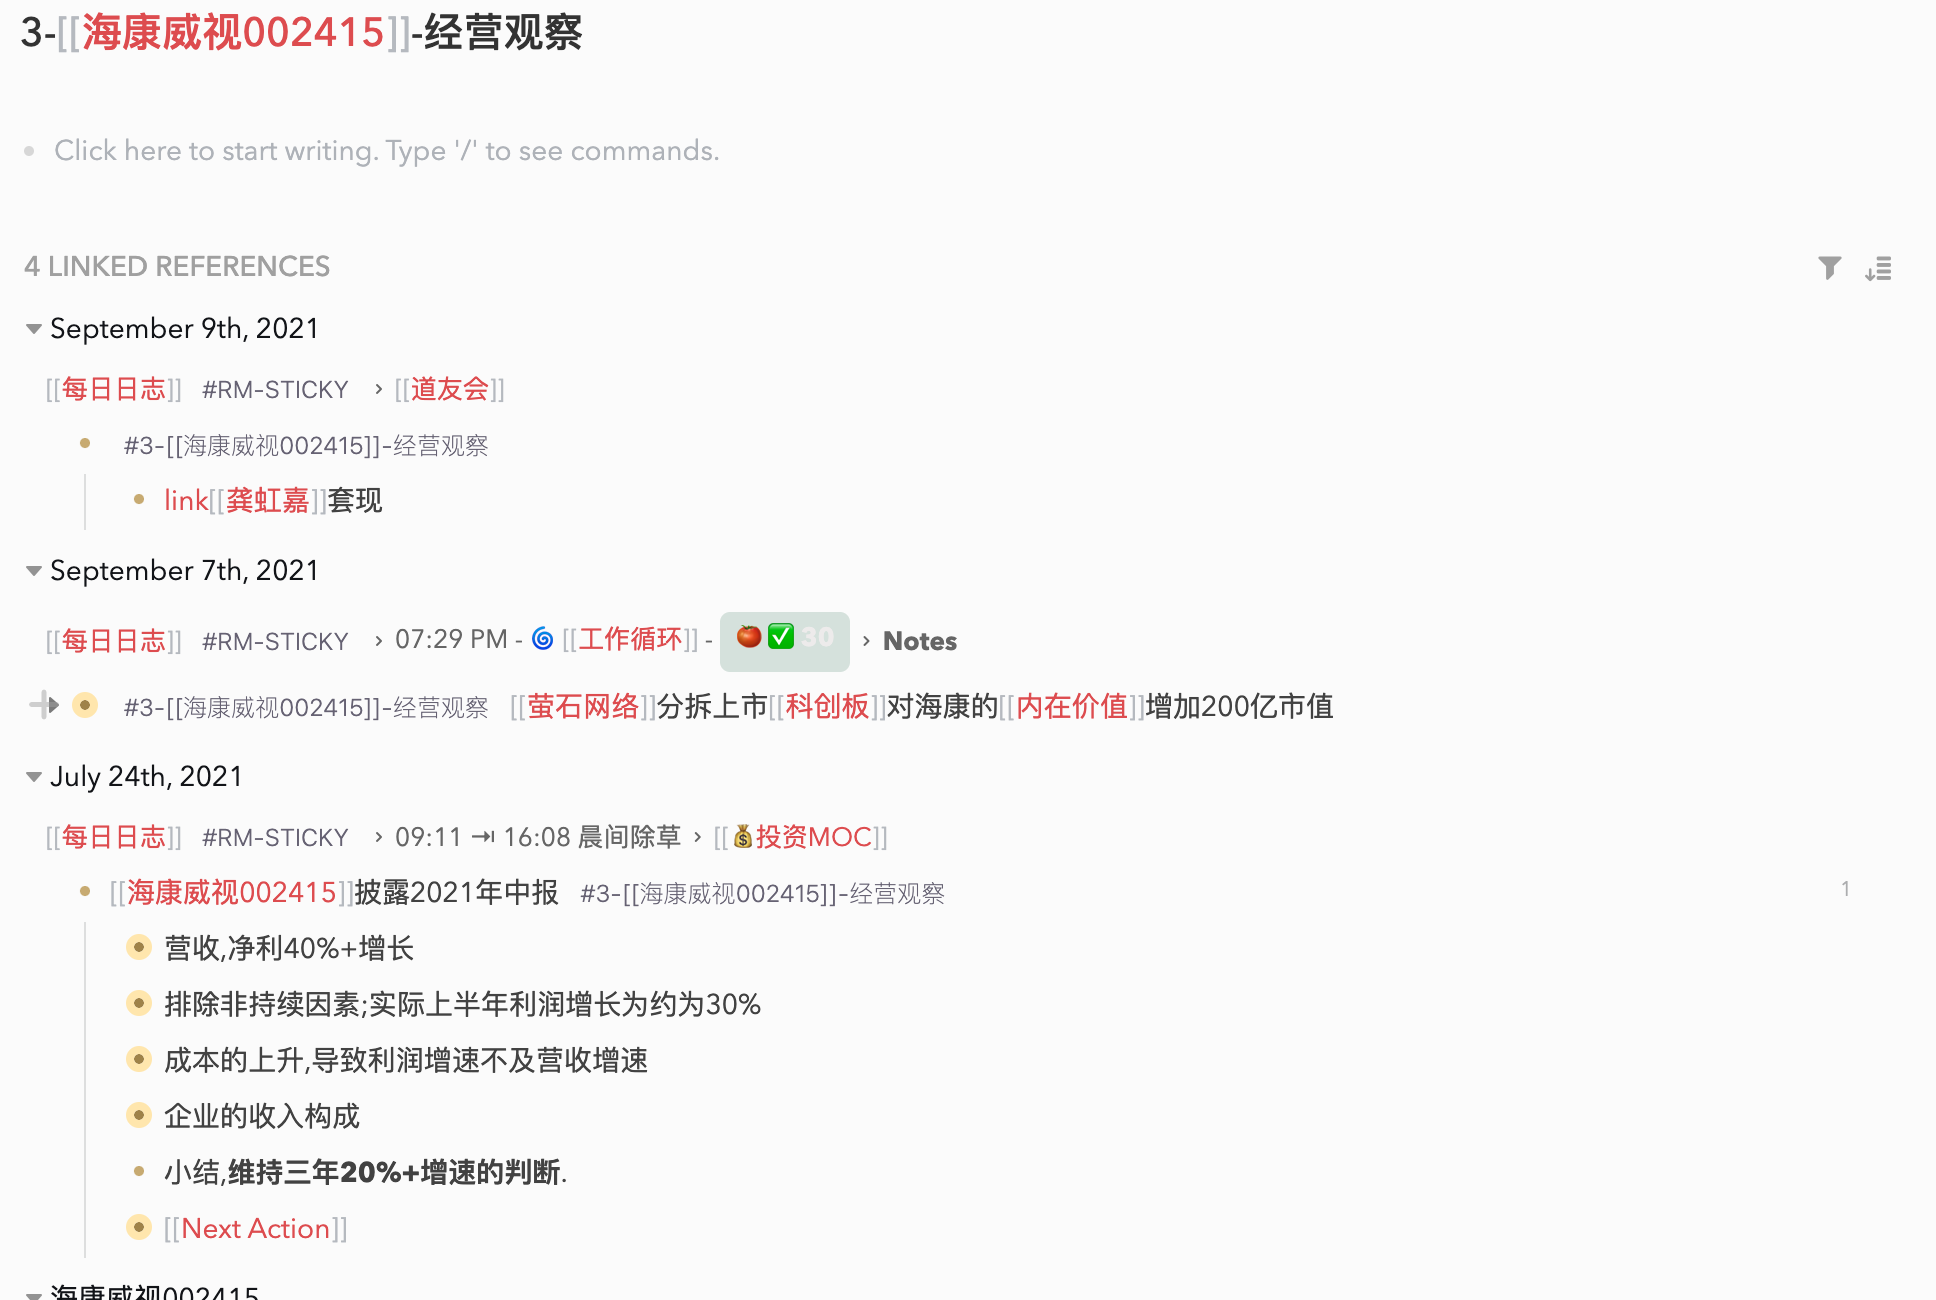 3-[[海康威视002415]]-经营观察
Click here to start writing. Type '/' to see commands.
4 LINKED REFERENCES
September 9th, 2021
[[每日日志]] #RM-STICKY › [[道友会]]
#3-[[海康威视002415]]-经营观察
link[[龚虹嘉]]套现
September 7th, 2021
[[每日日志]] #RM-STICKY › 07:29 PM - 🌀 [[工作循环]] - 🍅✅30 › Notes
#3-[[海康威视002415]]-经营观察 [[萤石网络]]分拆上市[[科创板]]对海康的[[内在价值]]增加200亿市值
July 24th, 2021
[[每日日志]] #RM-STICKY › 09:11 ⇥ 16:08 晨间除草 › [[💰投资MOC]]
[[海康威视002415]]披露2021年中报 #3-[[海康威视002415]]-经营观察 1
营收,净利40%+增长
排除非持续因素;实际上半年利润增长为约为30%
成本的上升,导致利润增速不及营收增速
企业的收入构成
小结,维持三年20%+增速的判断.
[[Next Action]]
海康威视002415